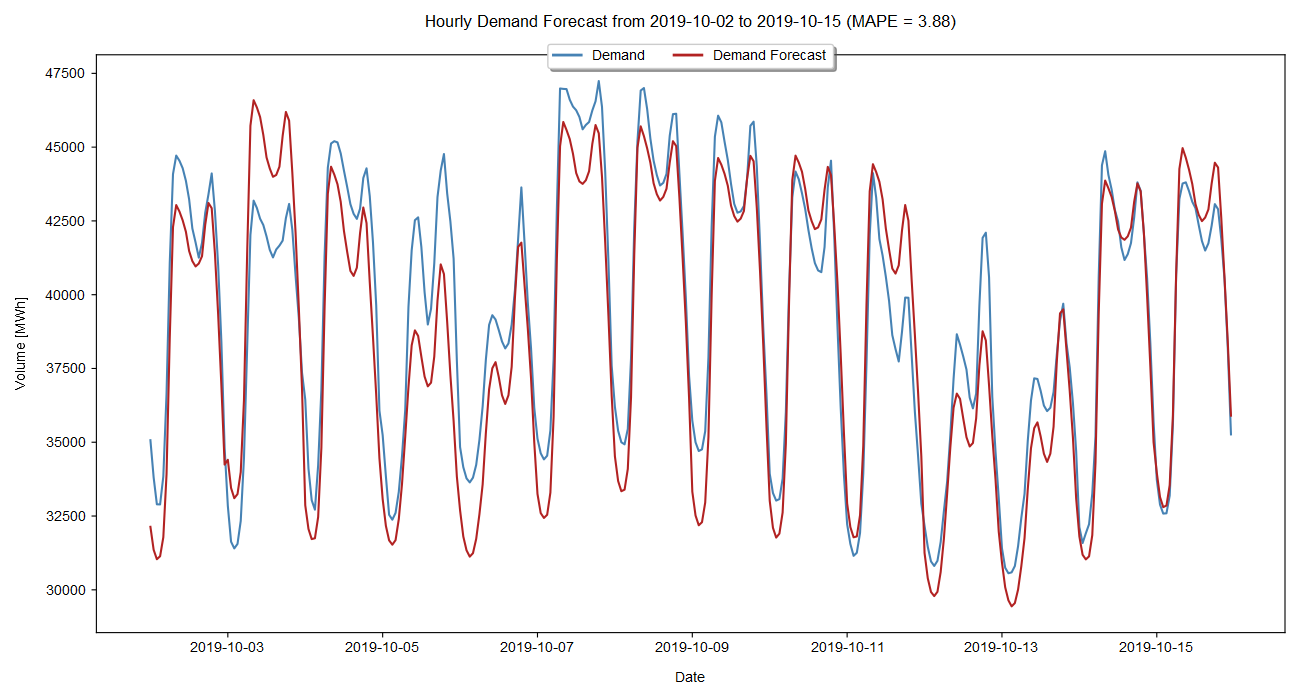 Hourly Demand Forecast from 2019-10-02 to 2019-10-15 (MAPE = 3.88)
Demand Demand Forecast
47500
45000
42500
40000
37500
35000
32500
30000
Volume [MWh]
2019-10-03 2019-10-05 2019-10-07 2019-10-09 2019-10-11 2019-10-13 2019-10-15
Date